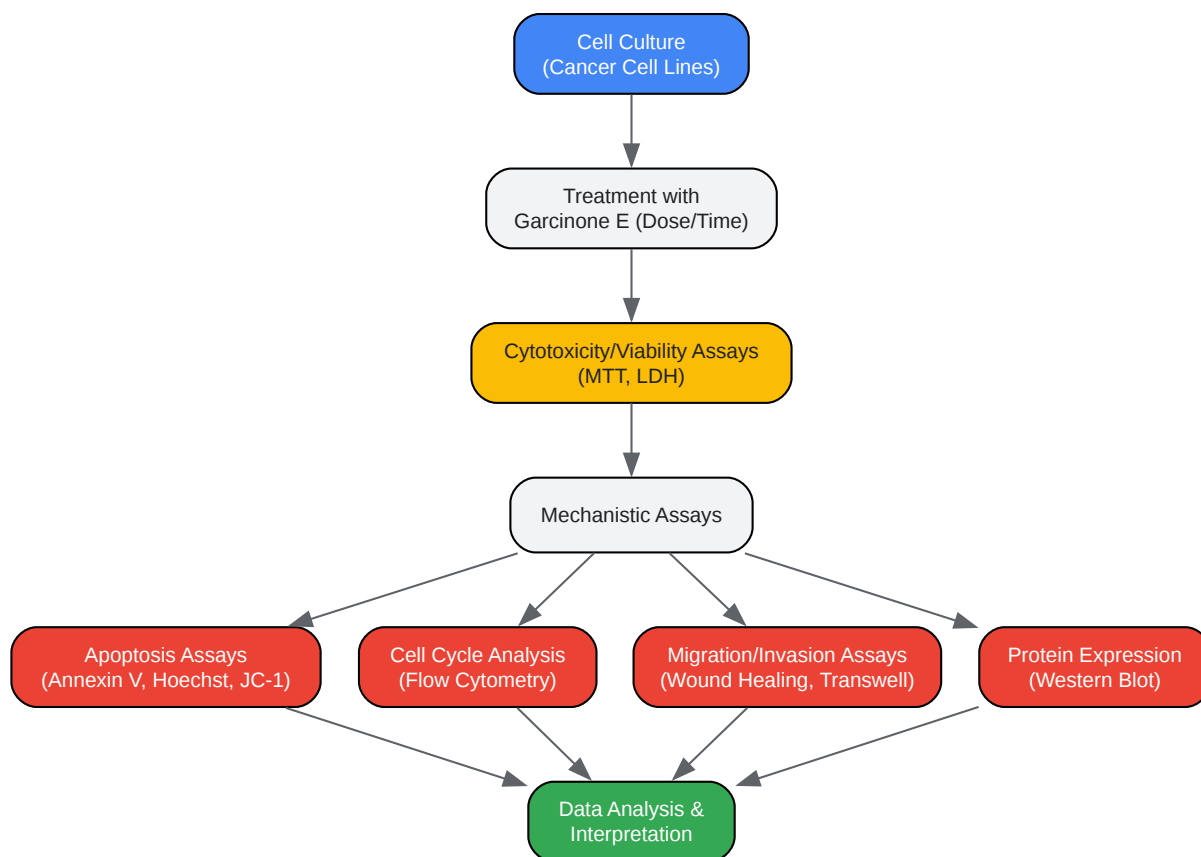 Cell Culture
(Cancer Cell Lines)
Treatment with
Garcinone E (Dose/Time)
Cytotoxicity/Viability Assays
(MTT, LDH)
Mechanistic Assays
Apoptosis Assays
(Annexin V, Hoechst, JC-1)
Cell Cycle Analysis
(Flow Cytometry)
Migration/Invasion Assays
(Wound Healing, Transwell)
Protein Expression
(Western Blot)
Data Analysis &
Interpretation